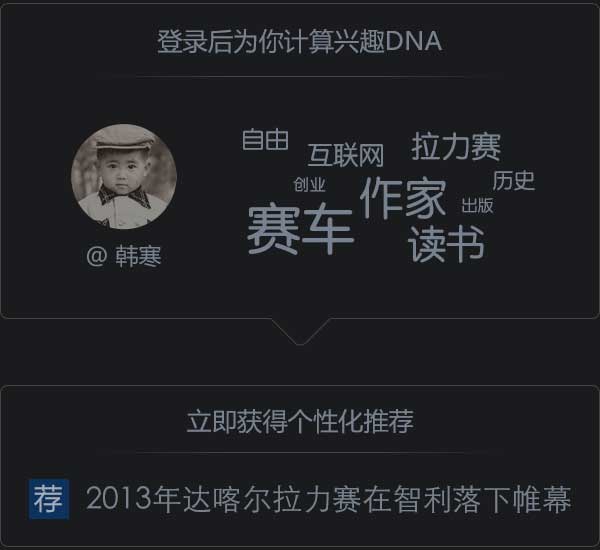 登录后为你计算兴趣DNA
自由
互联网
拉力赛
创业
作家
历史
出版
赛车
读书
@ 韩寒
立即获得个性化推荐
荐 2013年达喀尔拉力赛在智利落下帷幕